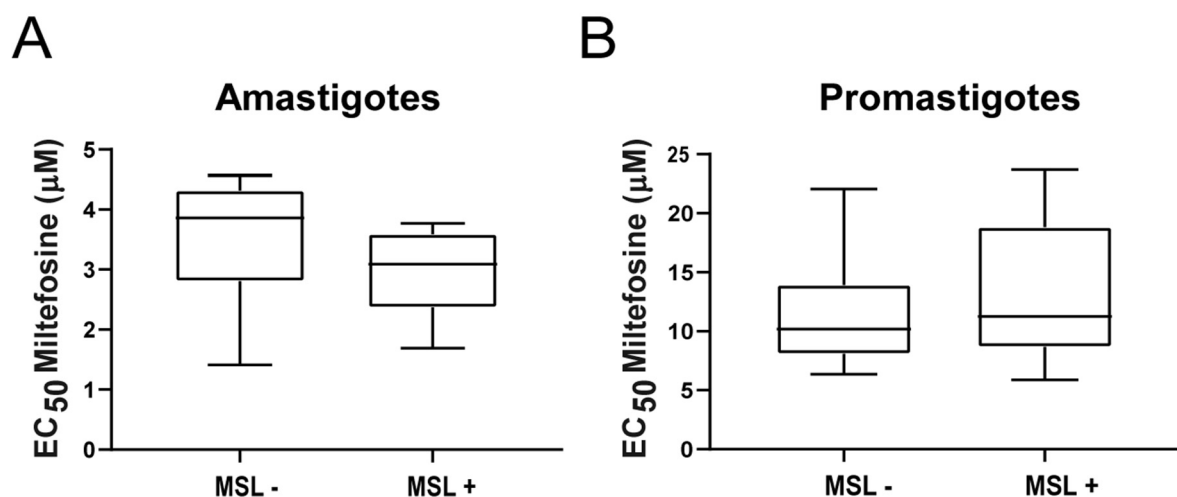 A
Amastigotes
EC50 Miltefosine (μM)
5
4
3
2
1
0
MSL -
MSL +
B
Promastigotes
EC50 Miltefosine (μM)
25
20
15
10
5
0
MSL -
MSL +